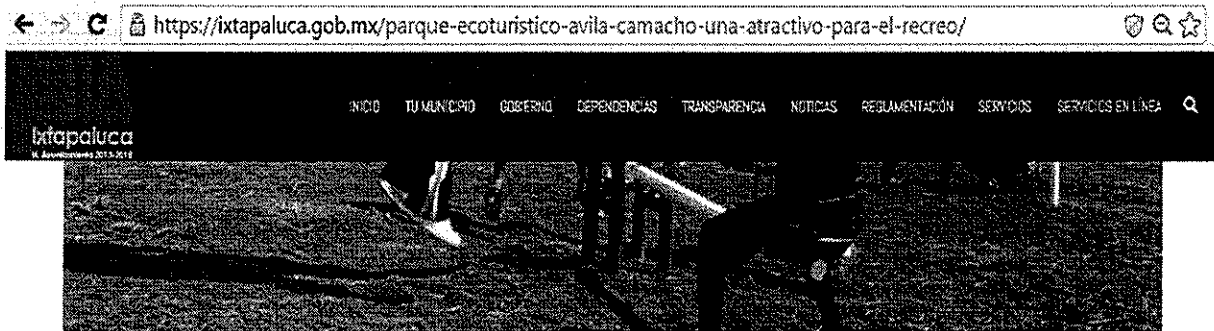 https://ixtapaluca.gob.mx/parque-ecoturistico-avila-camacho-una-atractivo-para-el-recreo/
INICIO TU MUNICIPIO GOBIERNO DEPENDENCIAS TRANSPARENCIA NOTICIAS REGLAMENTACIÓN SERVICIOS SERVICIOS EN LÍNEA
Ixtapaluca